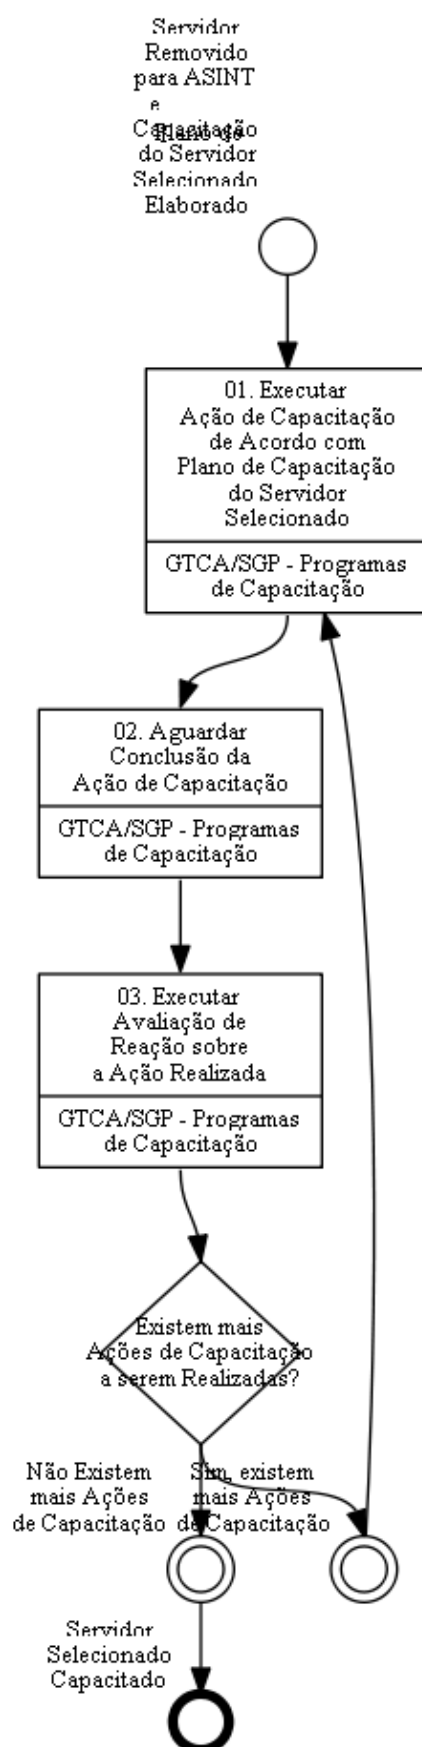 Servidor
Removido
para ASINT
e
Plano de
Capacitação
do Servidor
Selecionado
Elaborado
01. Executar
Ação de Capacitação
de Acordo com
Plano de Capacitação
do Servidor
Selecionado
GTCA/SGP - Programas
de Capacitação
02. Aguardar
Conclusão da
Ação de Capacitação
GTCA/SGP - Programas
de Capacitação
03. Executar
Avaliação de
Reação sobre
a Ação Realizada
GTCA/SGP - Programas
de Capacitação
Existem mais
Ações de Capacitação
a serem Realizadas?
Não Existem
mais Ações
de Capacitação
Sim, existem
mais Ações
de Capacitação
Servidor
Selecionado
Capacitado